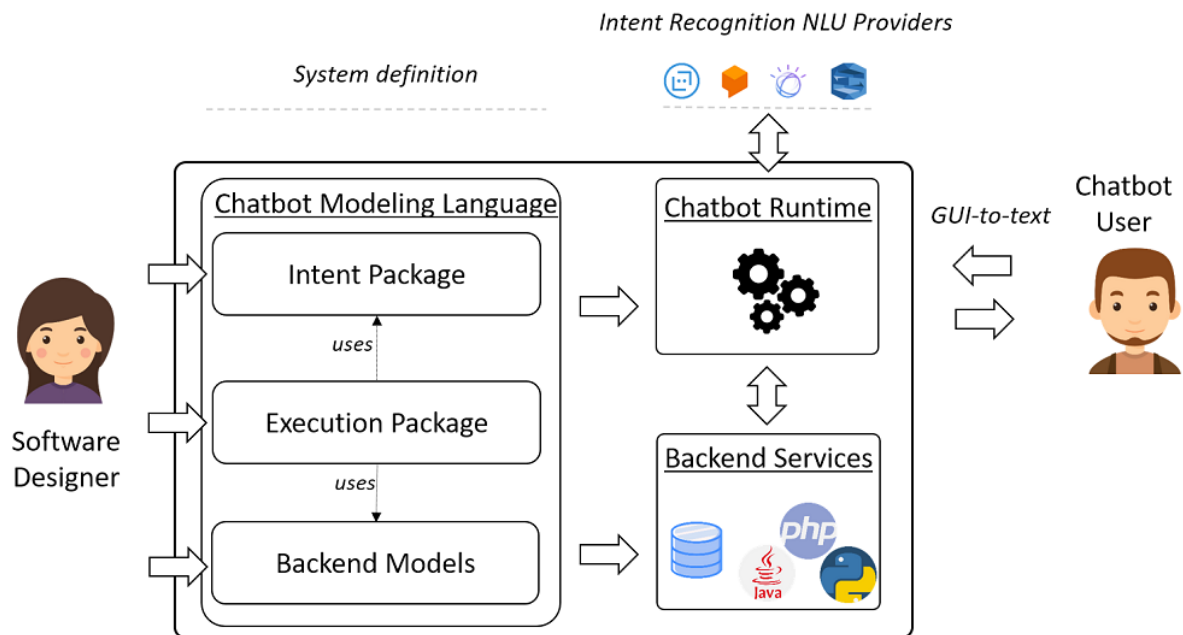 Intent Recognition NLU Providers
System definition
Chatbot Modeling Language
Intent Package
uses
Execution Package
uses
Backend Models
Software
Designer
Chatbot Runtime
Backend Services
php
Java
GUI-to-text
Chatbot
User